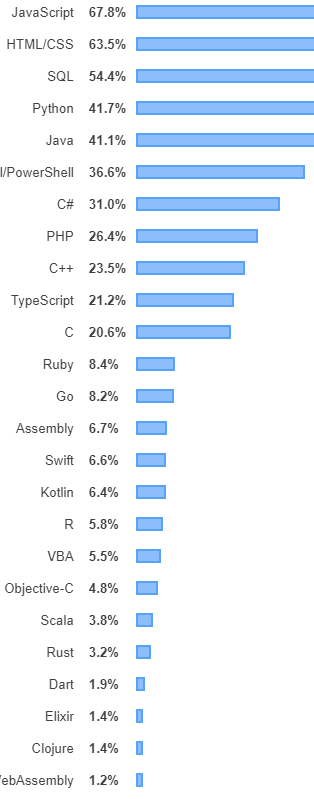 JavaScript 67.8%
HTML/CSS 63.5%
SQL 54.4%
Python 41.7%
Java 41.1%
l/PowerShell 36.6%
C# 31.0%
PHP 26.4%
C++ 23.5%
TypeScript 21.2%
C 20.6%
Ruby 8.4%
Go 8.2%
Assembly 6.7%
Swift 6.6%
Kotlin 6.4%
R 5.8%
VBA 5.5%
Objective-C 4.8%
Scala 3.8%
Rust 3.2%
Dart 1.9%
Elixir 1.4%
Clojure 1.4%
ebAssembly 1.2%